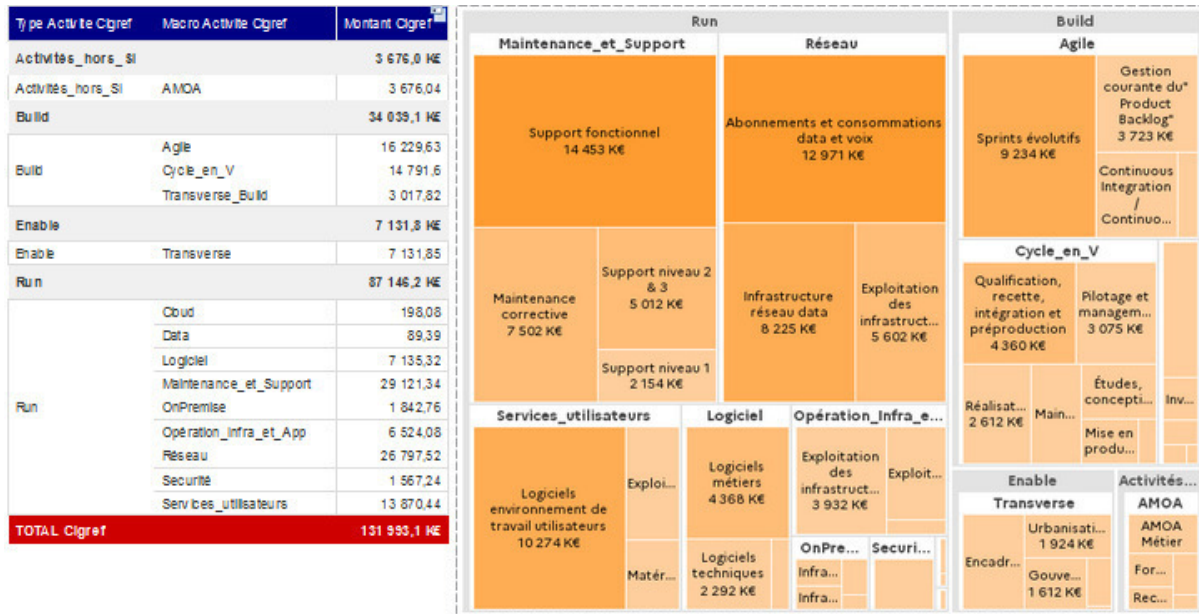 Type Activite Cigref Macro Activite Cigref Montant Cigref
Activités_hors_SI 3 676,0 K€
Activités_hors_SI AMOA 3 676,04
Build 34 039,1 K€
Agile 16 229,63
Build Cycle_en_V 14 791,6
Transverse_Build 3 017,82
Enable 7 131,8 K€
Enable Transverse 7 131,85
Run 87 146,2 K€
Cloud 198,08
Data 89,39
Logiciel 7 135,32
Maintenance_et_Support 29 121,34
Run OnPremise 1 842,76
Opération_Infra_et_App 6 524,08
Réseau 26 797,52
Securité 1 567,24
Services_utilisateurs 13 870,44
TOTAL Cigref 131 993,1 K€
Run
Maintenance_et_Support
Support fonctionnel
14 453 K€
Maintenance
corrective
7 502 K€
Support niveau 2
& 3
5 012 K€
Support niveau 1
2 154 K€
Réseau
Abonnements et consommations
data et voix
12 971 K€
Infrastructure
réseau data
8 225 K€
Exploitation
des
infrastruct...
5 602 K€
Services_utilisateurs
Logiciels
environnement de
travail utilisateurs
10 274 K€
Exploi...
Matér...
Logiciel
Logiciels
métiers
4 368 K€
Logiciels
techniques
2 292 K€
Opération_Infra_e...
Exploitation
des
infrastruct...
3 932 K€
Exploit...
OnPre...
Infra...
Infra...
Securi...
Build
Agile
Sprints évolutifs
9 234 K€
Gestion
courante du"
Product
Backlog"
3 723 K€
Continuous
Integration
/
Continuo...
Cycle_en_V
Qualification,
recette,
intégration et
préproduction
4 360 K€
Pilotage et
managem...
3 075 K€
Réalisat...
2 612 K€
Main...
Études,
concepti...
Mise en
produ...
Inv...
Enable
Transverse
Encadr...
Urbanisati...
1 924 K€
Gouve...
1 612 K€
Activités...
AMOA
AMOA
Métier
For...
Rec...